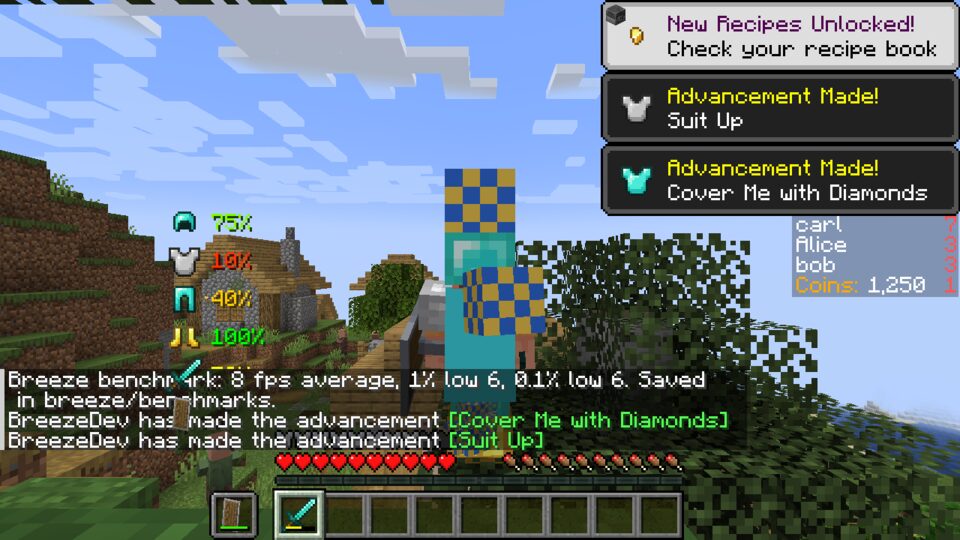 New Recipes Unlocked!
Check your recipe book
Advancement Made!
Suit Up
Advancement Made!
Cover Me with Diamonds
carl
Alice 3
bob 3
Coins: 1,250 1
75%
10%
40%
100%
Breeze benchmark: 8 fps average, 1% low 6, 0.1% low 6. Saved
in breeze/benchmarks.
BreezeDev has made the advancement [Cover Me with Diamonds]
BreezeDev has made the advancement [Suit Up]